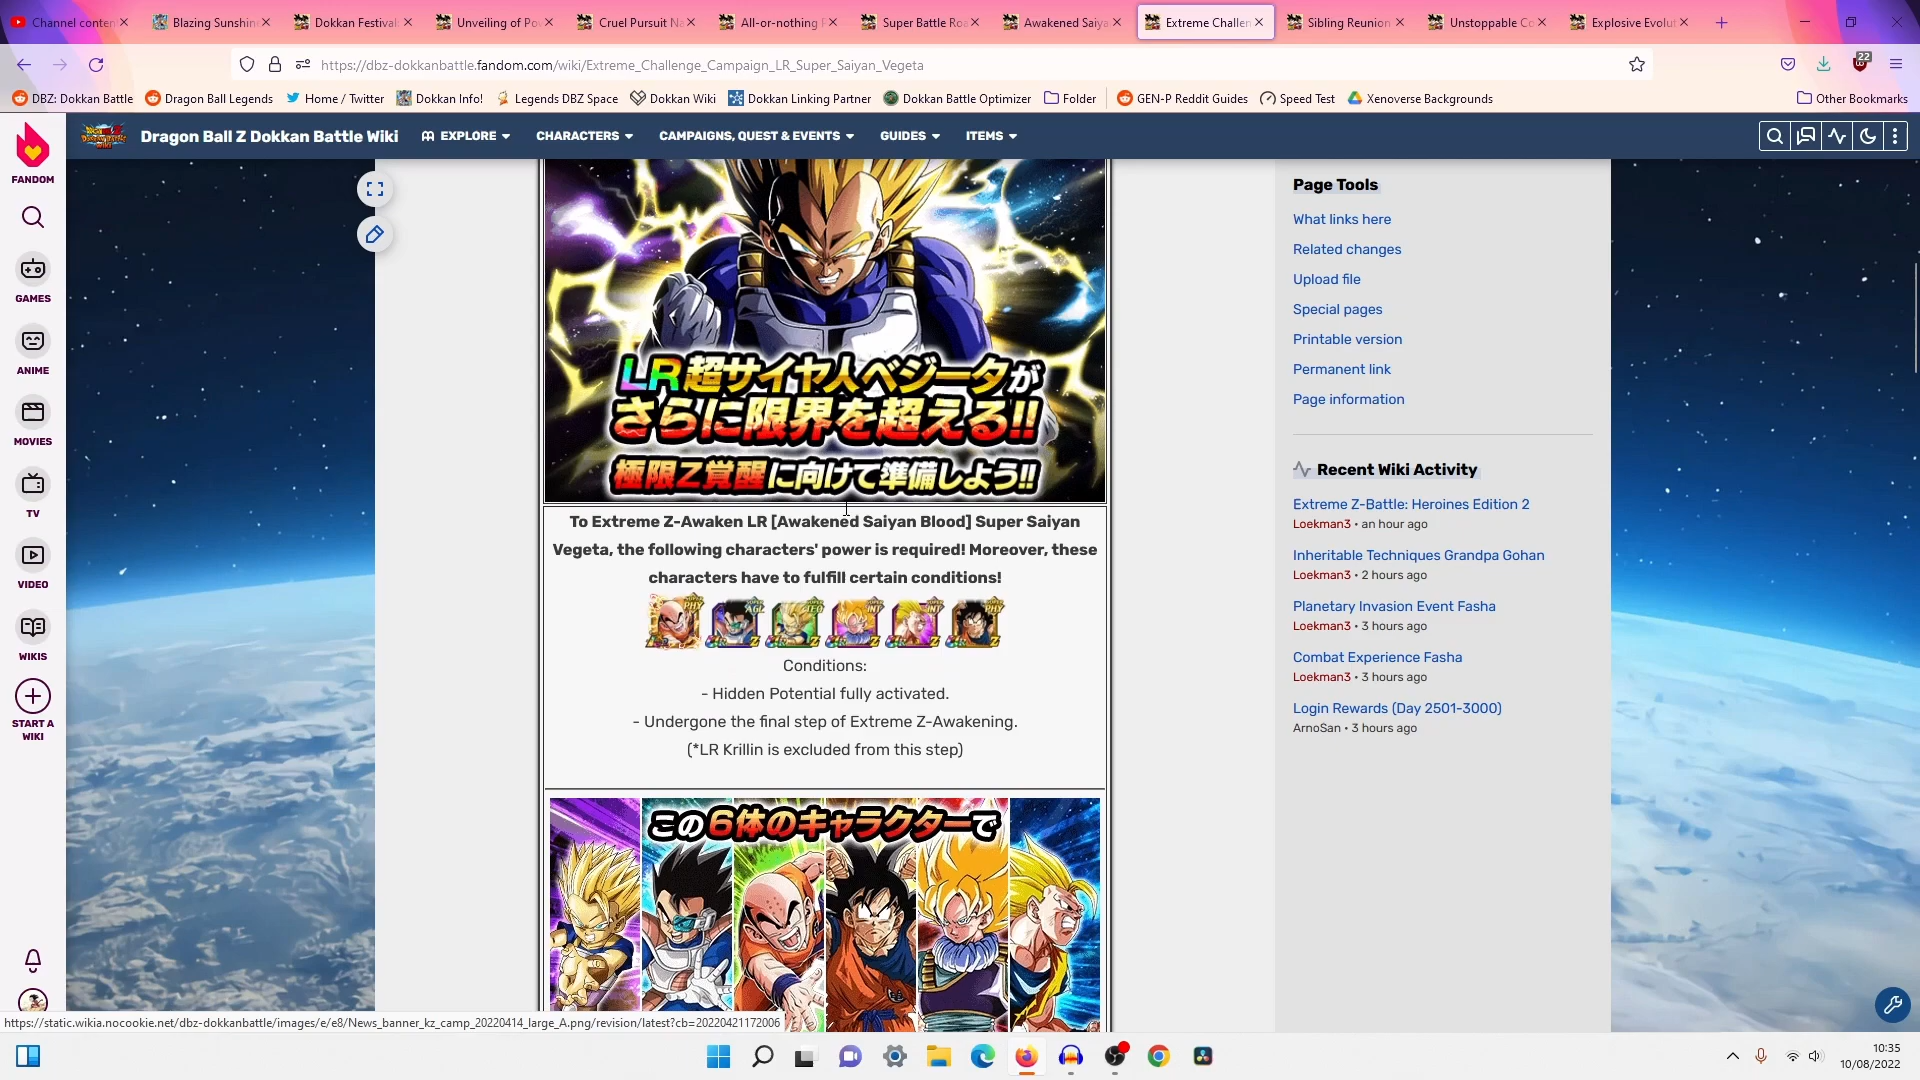 Channel conten
Blazing Sunshin
Dokkan Festival
Unveiling of Po
Cruel Pursuit Na
All-or-nothing F
Super Battle Roa
Awakened Saiya
Extreme Challen
Sibling Reunion
Unstoppable Co
Explosive Evolut
https://dbz-dokkanbattle.fandom.com/wiki/Extreme_Challenge_Campaign_LR_Super_Saiyan_Vegeta
22
DBZ: Dokkan Battle
Dragon Ball Legends
Home / Twitter
Dokkan Info!
Legends DBZ Space
Dokkan Wiki
Dokkan Linking Partner
Dokkan Battle Optimizer
Folder
GEN-P Reddit Guides
Speed Test
Xenoverse Backgrounds
Other Bookmarks
Dragon Ball Z Dokkan Battle Wiki
EXPLORE
CHARACTERS
CAMPAIGNS, QUEST & EVENTS
GUIDES
ITEMS
FANDOM
GAMES
ANIME
MOVIES
TV
VIDEO
WIKIS
START A
WIKI
LR超サイヤ人ベジータが
さらに限界を超える!!
極限Z覚醒に向けて準備しよう!!
To Extreme Z-Awaken LR [Awakened Saiyan Blood] Super Saiyan
Vegeta, the following characters' power is required! Moreover, these
characters have to fulfill certain conditions!
Conditions:
- Hidden Potential fully activated.
- Undergone the final step of Extreme Z-Awakening.
(*LR Krillin is excluded from this step)
この6体のキャラクターで
Page Tools
What links here
Related changes
Upload file
Special pages
Printable version
Permanent link
Page information
Recent Wiki Activity
Extreme Z-Battle: Heroines Edition 2
Loekman3 • an hour ago
Inheritable Techniques Grandpa Gohan
Loekman3 • 2 hours ago
Planetary Invasion Event Fasha
Loekman3 • 3 hours ago
Combat Experience Fasha
Loekman3 • 3 hours ago
Login Rewards (Day 2501-3000)
ArnoSan • 3 hours ago
https://static.wikia.nocookie.net/dbz-dokkanbattle/images/e/e8/News_banner_kz_camp_20220414_large_A.png/revision/latest?cb=20220421172006
10:35
10/08/2022